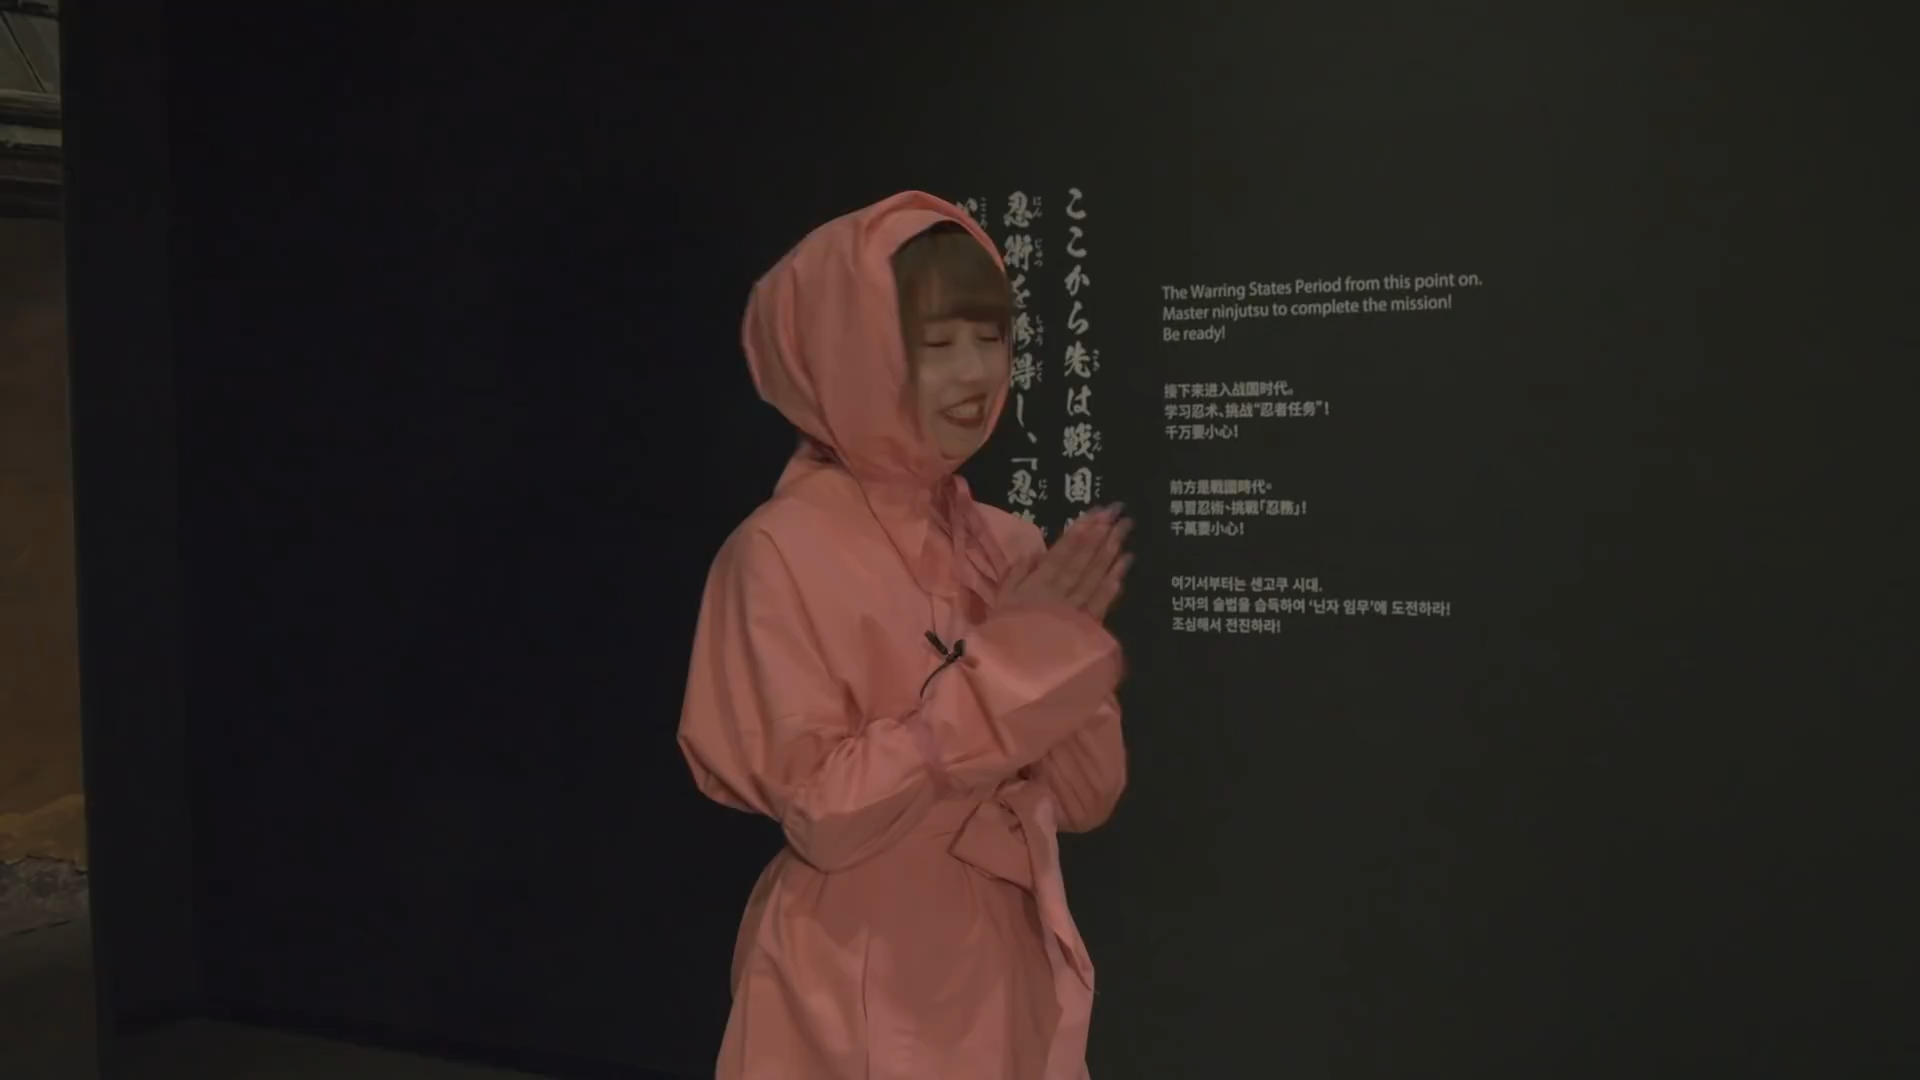 ここから先は戦国
忍術を修得し、「忍
The Warring States Period from this point on.
Master ninjutsu to complete the mission!
Be ready!
接下来进入战国时代。
学习忍术、挑战“忍者任务”！
千万要小心！
前方是戰國時代。
學習忍術、挑戰「忍務」！
千萬要小心！
여기서부터는 센고쿠 시대.
닌자의 술법을 습득하여 ‘닌자 임무’에 도전하라!
조심해서 전진하라!